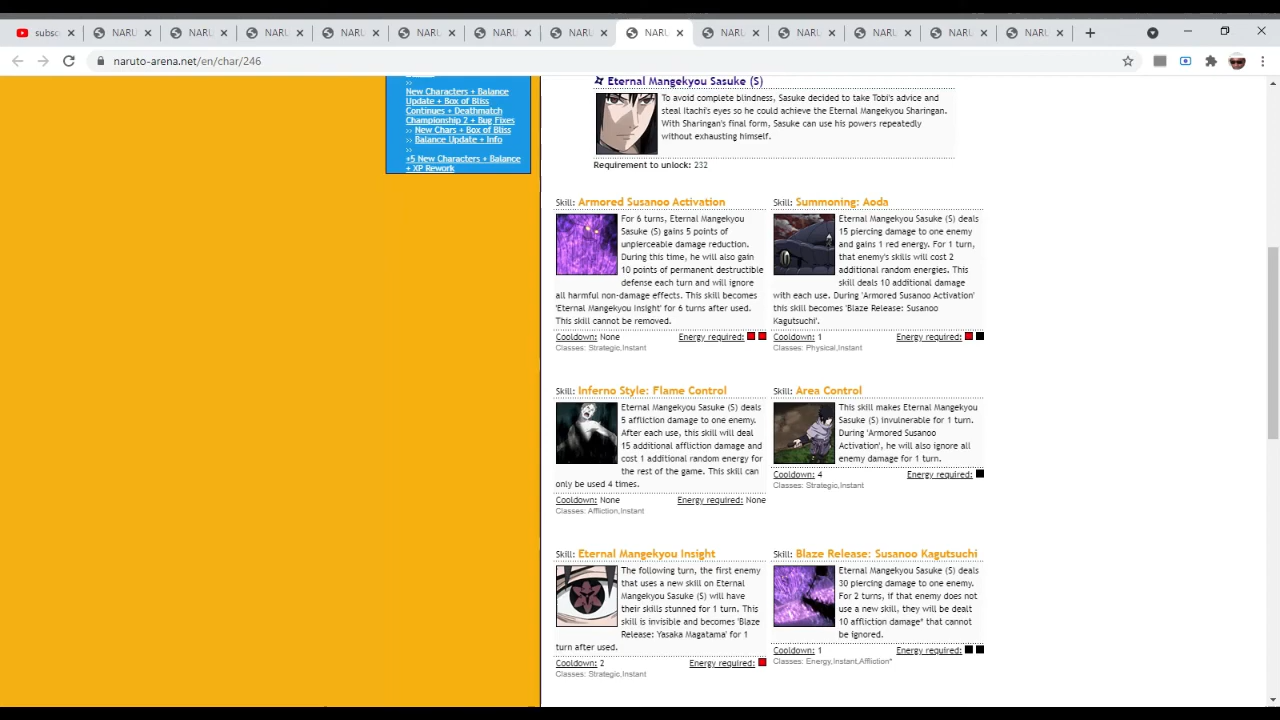 subsc
NARU
NARU
NARU
NARU
NARU
NARU
NARU
NARU
NARU
NARU
NARU
NARU
NARU
naruto-arena.net/en/char/246
>>
New Characters + Balance
Update + Box of Bliss
Continues + Deathmatch
Championship 2 + Bug Fixes
>> New Chars + Box of Bliss
>> Balance Update + Info
>>
+5 New Characters + Balance
+ XP Rework
Eternal Mangekyou Sasuke (S)
To avoid complete blindness, Sasuke decided to take Tobi's advice and
steal Itachi's eyes so he could achieve the Eternal Mangekyou Sharingan.
With Sharingan's final form, Sasuke can use his powers repeatedly
without exhausting himself.
Requirement to unlock: 232
Skill: Armored Susanoo Activation
For 6 turns, Eternal Mangekyou
Sasuke (S) gains 5 points of
unpierceable damage reduction.
During this time, he will also gain
10 points of permanent destructible
defense each turn and will ignore
all harmful non-damage effects. This skill becomes
'Eternal Mangekyou Insight' for 6 turns after used.
This skill cannot be removed.
Cooldown: None Energy required:
Classes: Strategic,Instant
Skill: Summoning: Aoda
Eternal Mangekyou Sasuke (S) deals
15 piercing damage to one enemy
and gains 1 red energy. For 1 turn,
that enemy's skills will cost 2
additional random energies. This
skill deals 10 additional damage
with each use. During 'Armored Susanoo Activation'
this skill becomes 'Blaze Release: Susanoo
Kagutsuchi'.
Cooldown: 1 Energy required:
Classes: Physical,Instant
Skill: Inferno Style: Flame Control
Eternal Mangekyou Sasuke (S) deals
5 affliction damage to one enemy.
After each use, this skill will deal
15 additional affliction damage and
cost 1 additional random energy for
the rest of the game. This skill can
only be used 4 times.
Cooldown: None Energy required: None
Classes: Affliction,Instant
Skill: Area Control
This skill makes Eternal Mangekyou
Sasuke (S) invulnerable for 1 turn.
During 'Armored Susanoo
Activation', he will also ignore all
enemy damage for 1 turn.
Cooldown: 4 Energy required:
Classes: Strategic,Instant
Skill: Eternal Mangekyou Insight
The following turn, the first enemy
that uses a new skill on Eternal
Mangekyou Sasuke (S) will have
their skills stunned for 1 turn. This
skill is invisible and becomes 'Blaze
Release: Yasaka Magatama' for 1
turn after used.
Cooldown: 2 Energy required:
Classes: Strategic,Instant
Skill: Blaze Release: Susanoo Kagutsuchi
Eternal Mangekyou Sasuke (S) deals
30 piercing damage to one enemy.
For 2 turns, if that enemy does not
use a new skill, they will be dealt
10 affliction damage* that cannot
be ignored.
Cooldown: 1 Energy required:
Classes: Energy,Instant,Affliction*